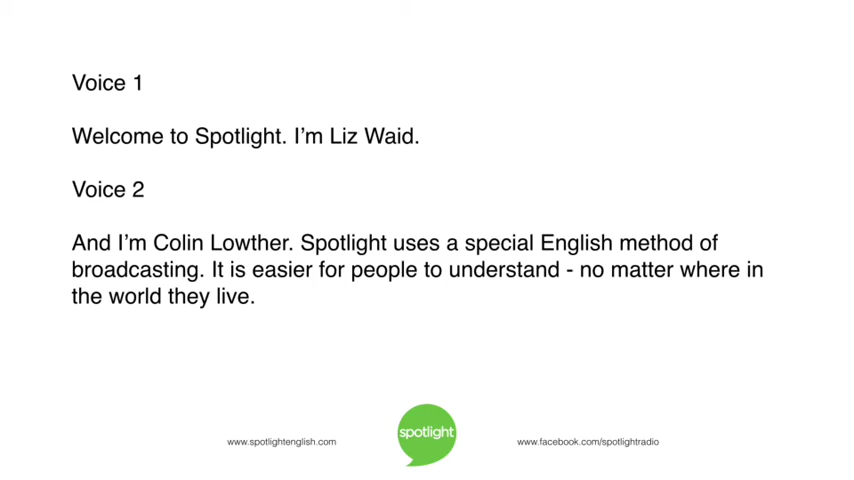 Voice 1
Welcome to Spotlight. I’m Liz Waid.
Voice 2
And I’m Colin Lowther. Spotlight uses a special English method of
broadcasting. It is easier for people to understand - no matter where in
the world they live.
spotlight
www.spotlightenglish.com
www.facebook.com/spotlightradio